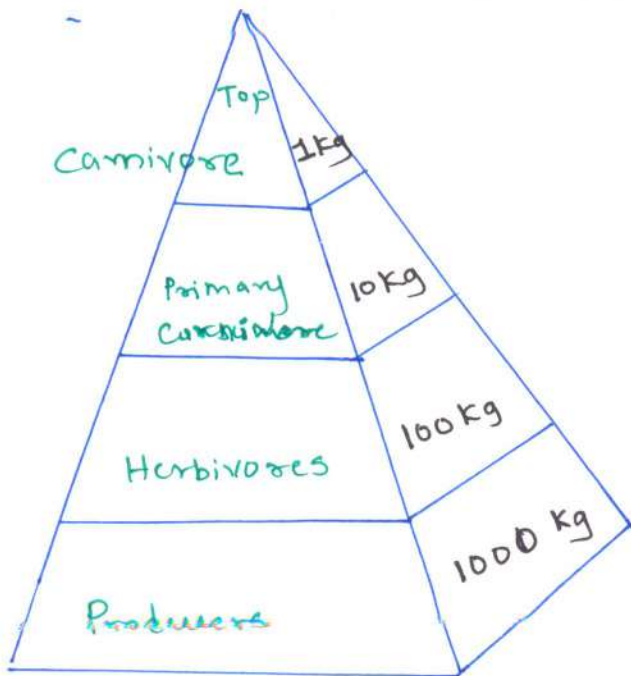 Top
Carnivore
1Kg
Primary
10Kg
Herbivores
100Kg
Producers
1000 Kg